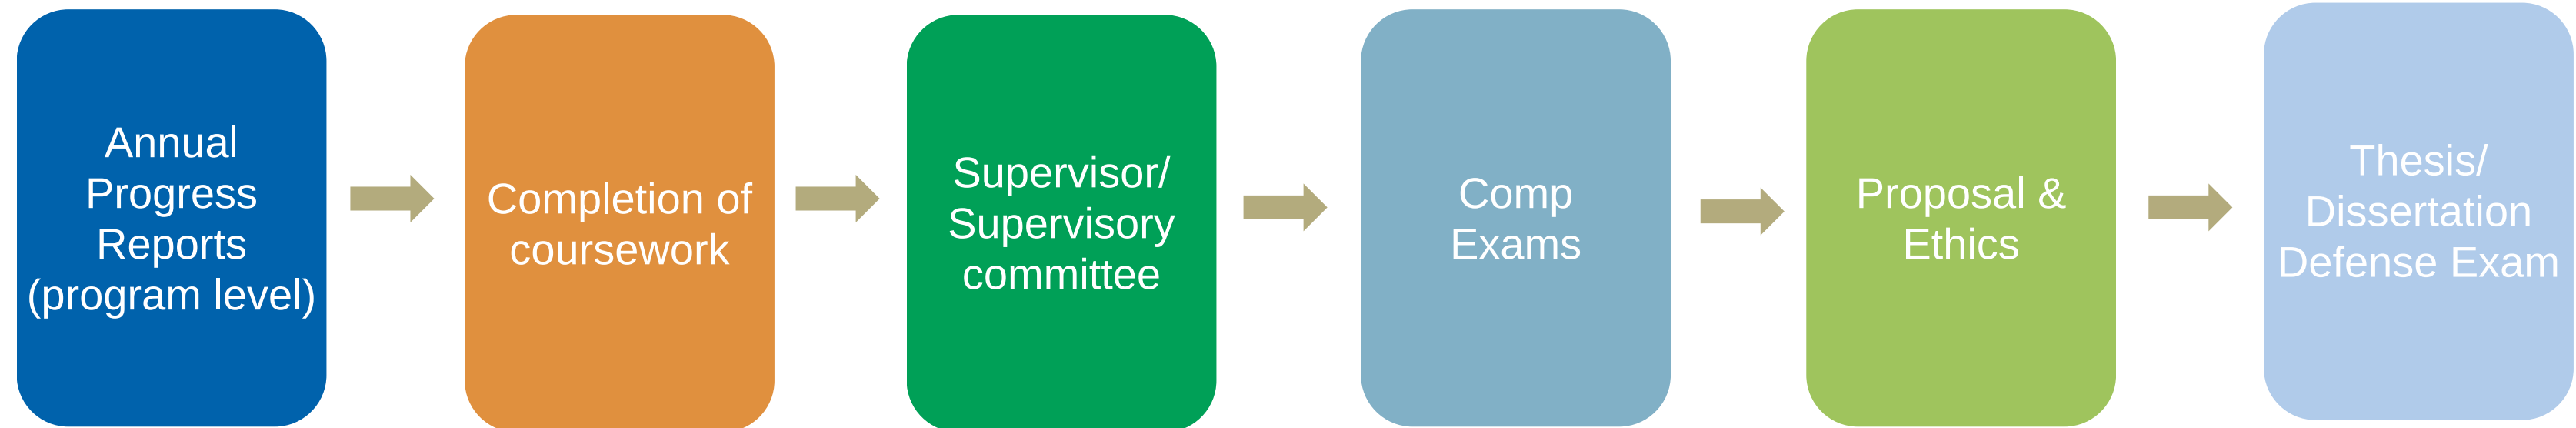 Annual
Progress
Reports
(program level)
Completion of
coursework
Supervisor/
Supervisory
committee
Comp
Exams
Proposal &
Ethics
Thesis/
Dissertation
Defense Exam